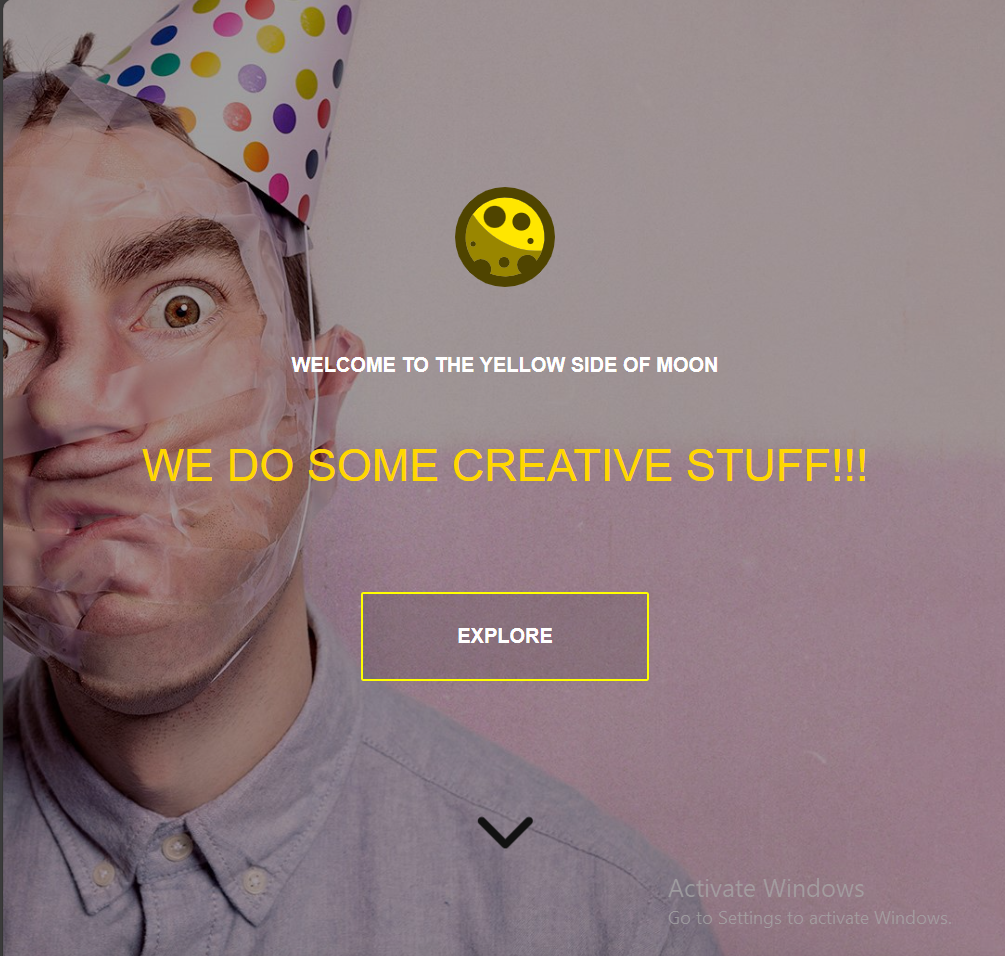 WELCOME TO THE YELLOW SIDE OF MOON
WE DO SOME CREATIVE STUFF!!!
EXPLORE
Activate Windows
Go to Settings to activate Windows.